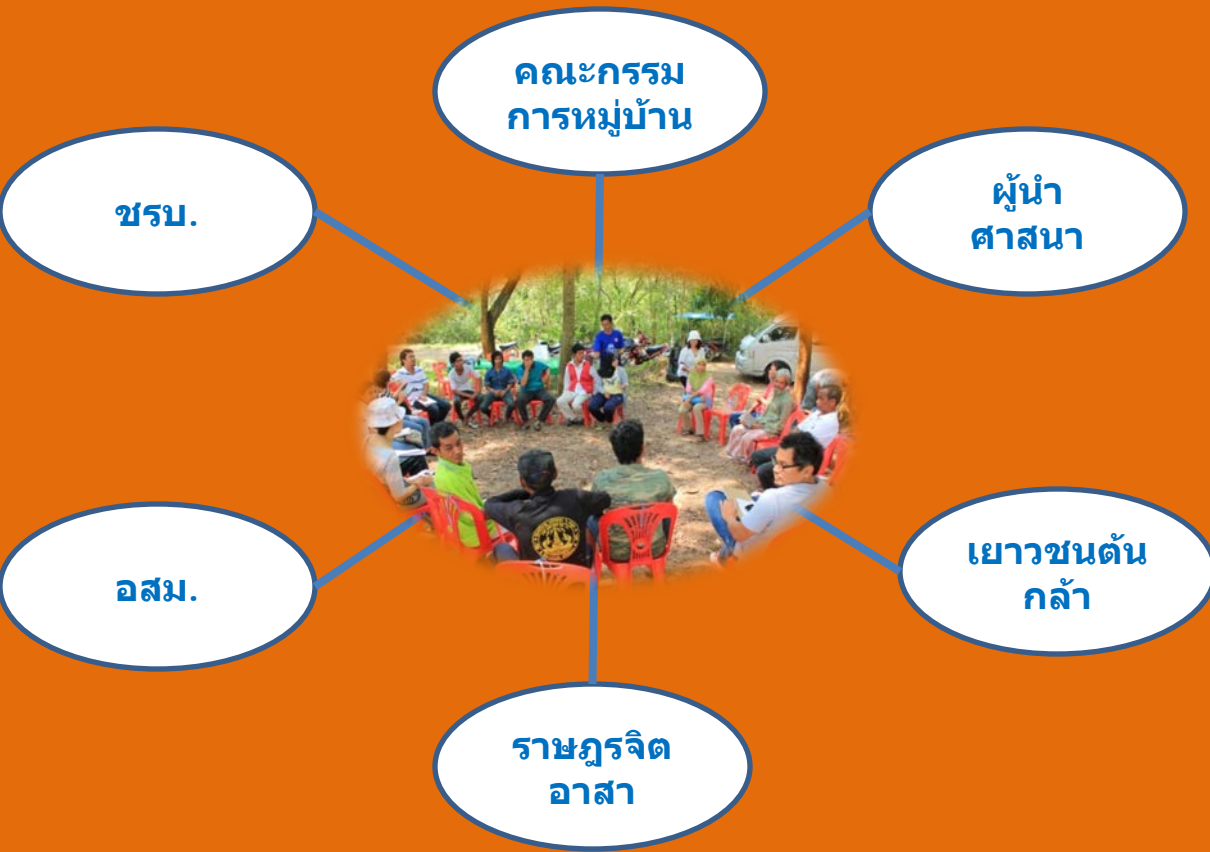 คณะกรรม
การหมู่บ้าน
ชรบ.
ผู้นำ
ศาสนา
อสม.
เยาวชนต้น
กล้า
ราษฎรจิต
อาสา